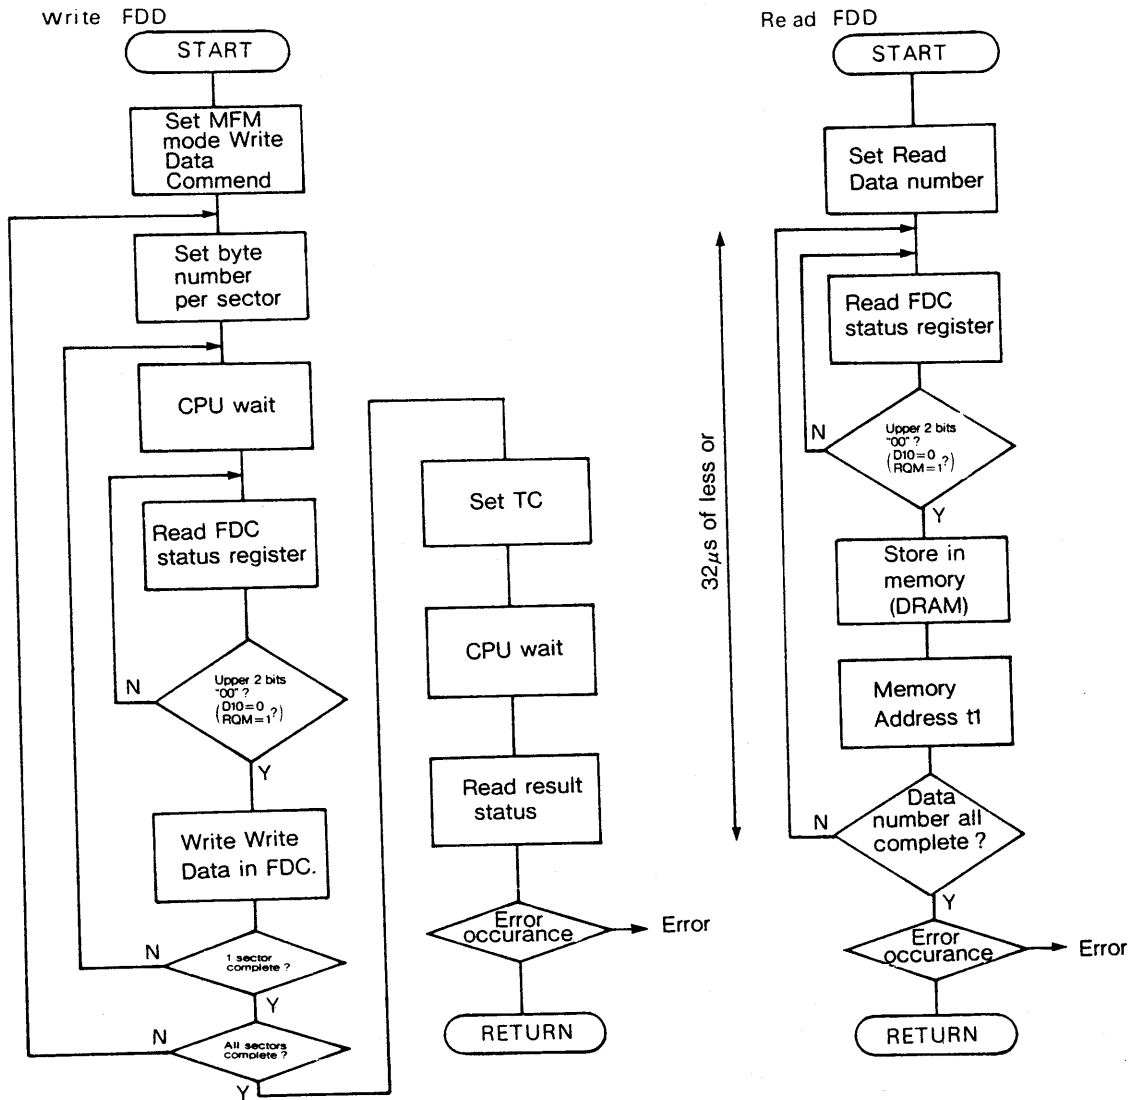 Write FDD
START
Set MFM
mode Write
Data
Commend
Set byte
number
per sector
CPU wait
Read FDC
status register
N
Upper 2 bits
"00" ?
(D10=0
RQM=1?)
Y
Write Write
Data in FDC.
N
1 sector
complete ?
Y
N
All sectors
complete ?
Y
Set TC
CPU wait
Read result
status
Error
occurance
Error
RETURN
Read FDD
START
Set Read
Data number
32µs of less or
Read FDC
status register
N
Upper 2 bits
"00" ?
(D10=0
RQM=1?)
Y
Store in
memory
(DRAM)
Memory
Address t1
N
Data
number all
complete ?
Y
Error
occurance
Error
RETURN